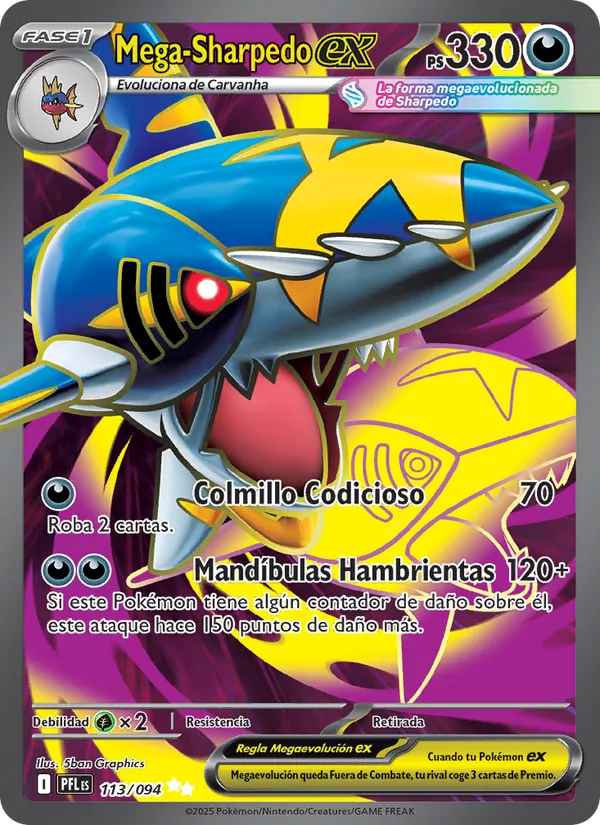 FASE 1
Mega-Sharpedo ex
PS 330
Evoluciona de Carvanha
La forma megaevolucionada
de Sharpedo
Colmillo Codicioso 70
Roba 2 cartas.
Mandíbulas Hambrientas 120+
Si este Pokémon tiene algún contador de daño sobre él,
este ataque hace 150 puntos de daño más.
Debilidad ×2 Resistencia Retirada
Ilus. 5ban Graphics
Regla Megaevolución ex Cuando tu Pokémon ex
Megaevolución queda Fuera de Combate, tu rival coge 3 cartas de Premio.
I PFL ES 113/094
©2025 Pokémon/Nintendo/Creatures/GAME FREAK